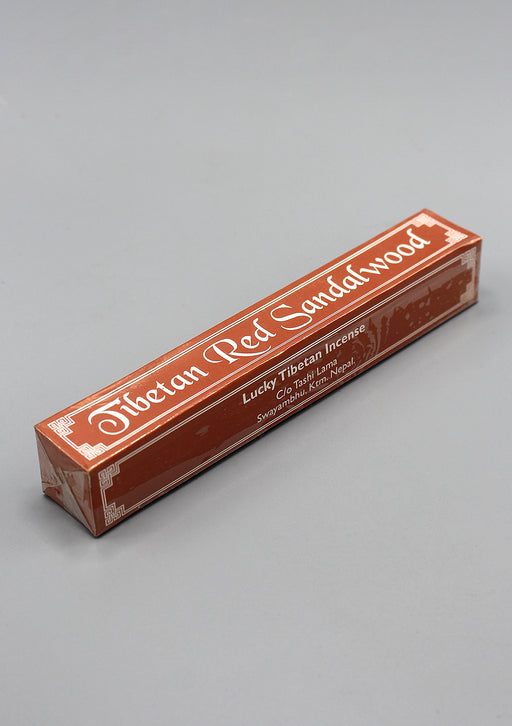 Tibetan Red Sandalwood
Lucky Tibetan Incense
C/o Tashi Lama
Swayambhu, Ktm. Nepal.